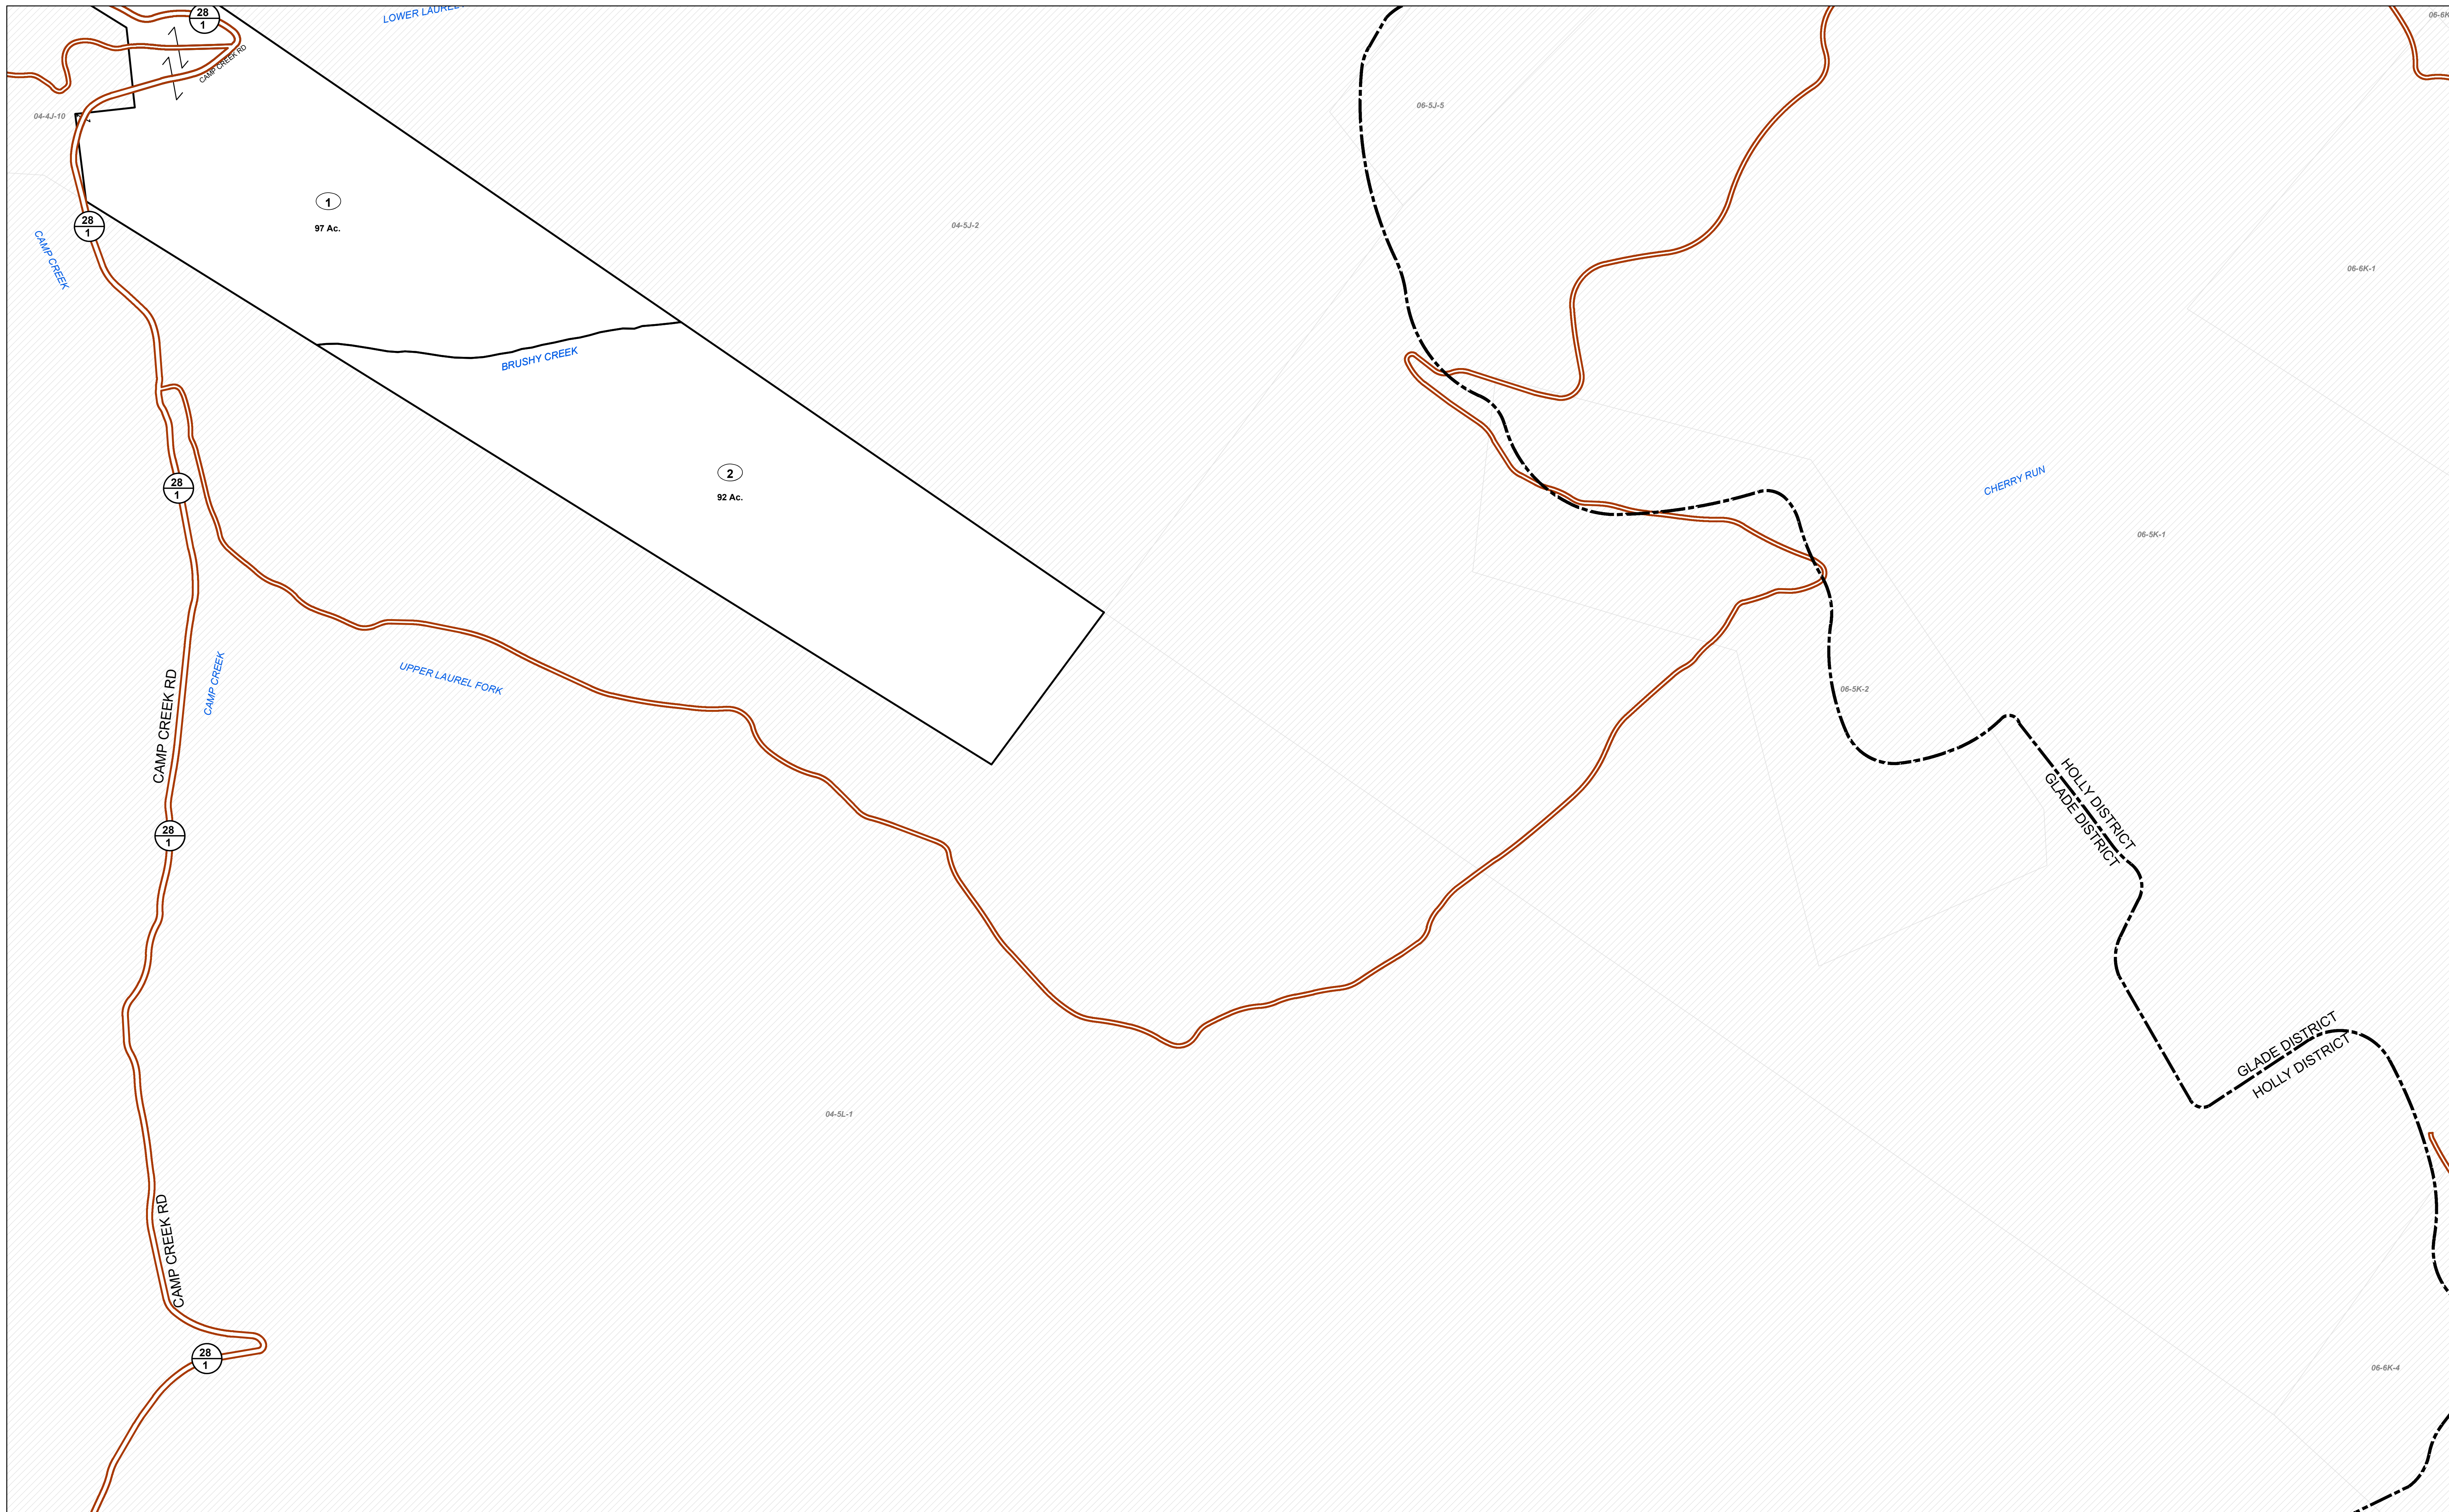 28
1
LOWER LAUREL
CAMP CREEK RD
04-4J-10
06-5J-5
1
97 Ac.
28
1
04-5J-2
CAMP CREEK
06-6K-1
BRUSHY CREEK
2
92 Ac.
28
1
CHERRY RUN
06-5K-1
UPPER LAUREL FORK
CAMP CREEK
CAMP CREEK RD
06-5K-2
HOLLY DISTRICT
GLADE DISTRICT
28
1
GLADE DISTRICT
HOLLY DISTRICT
04-5L-1
CAMP CREEK RD
28
1
06-6K-4